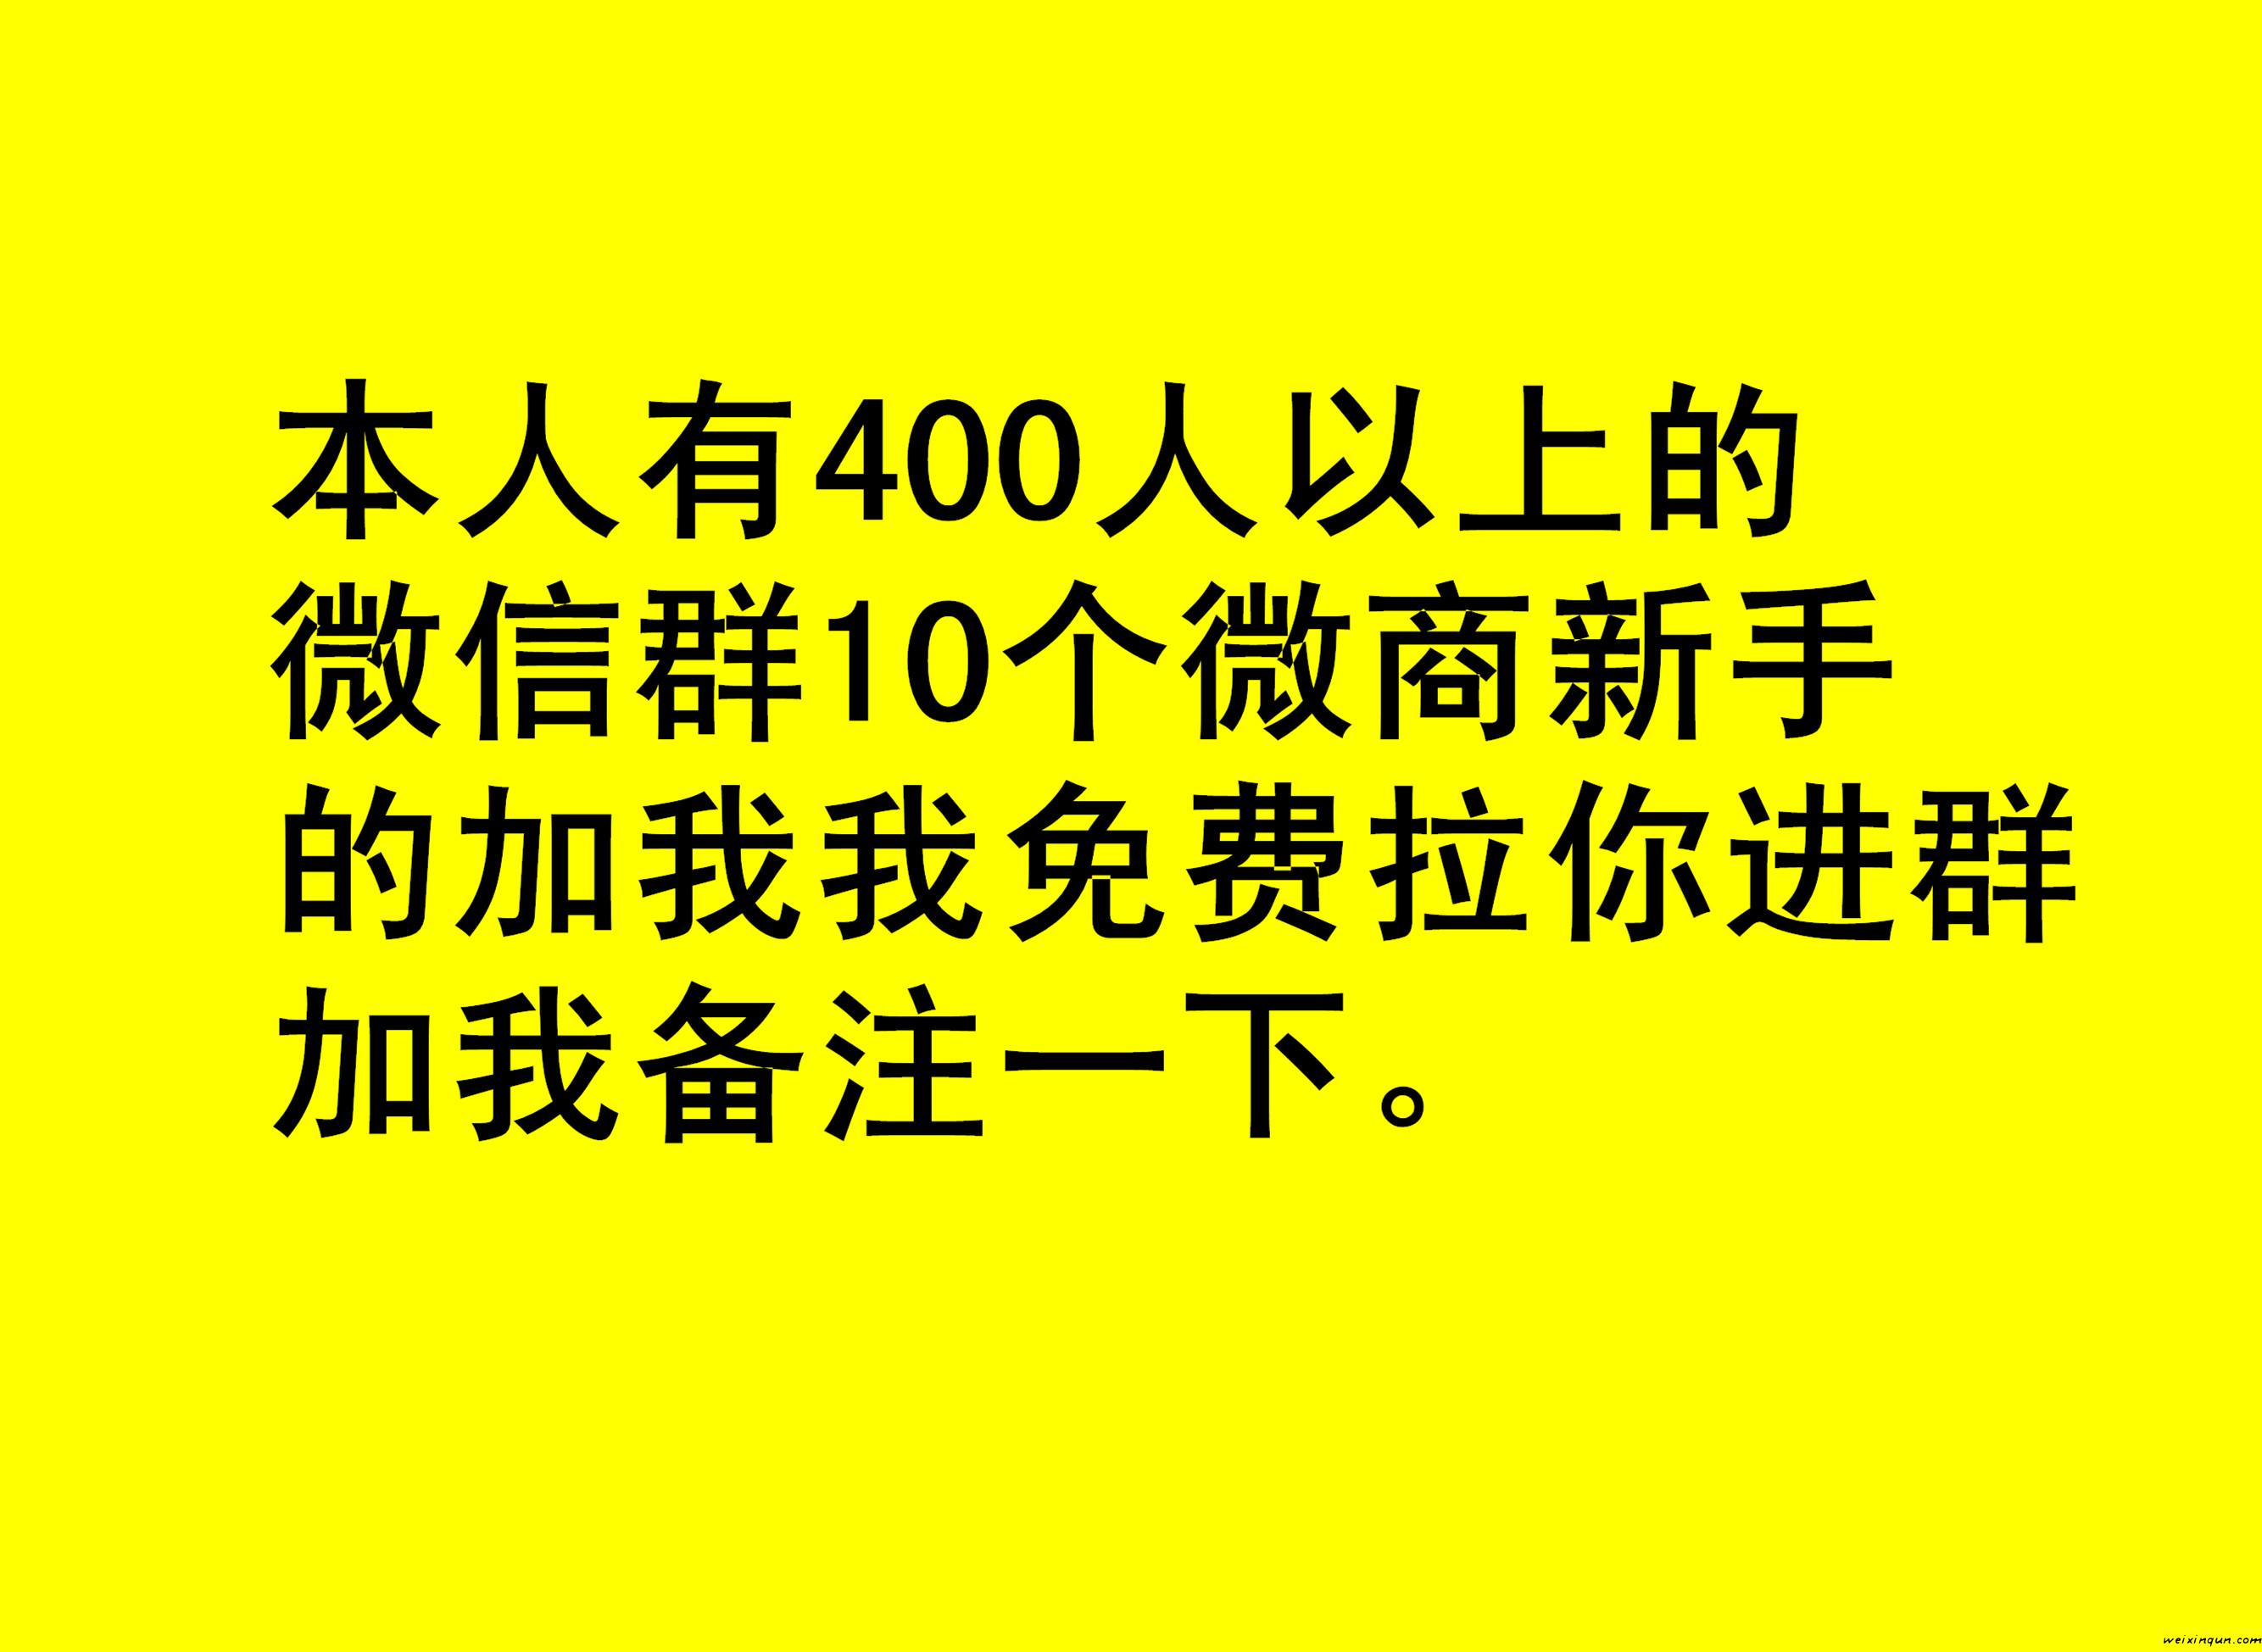 本人有400人以上的
微信群10个微商新手
的加我我免费拉你进群
加我备注一下。
weixinqun.com